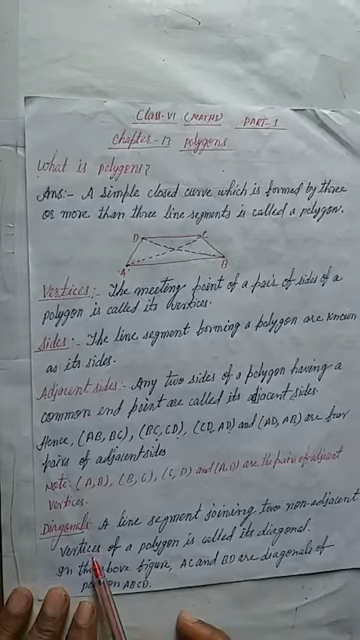 Class-VI (MATHS) PART-1
Chapter-17 Polygons
What is polygons?
Ans:- A simple closed curve which is formed by three
or more than three line segments is called a polygon.
D C
A B
Vertices:- The meeting point of a pair of sides of a
polygon is called its vertices.
Sides:- The line segment forming a polygon are known
as its sides.
Adjacent sides:- Any two sides of a polygon having a
common end point are called its adjacent sides.
Hence, (AB, BC), (BC, CD), (CD, AD) and (AD, AB) are four
pairs of adjacent sides
Note: (A, B), (B, C), (C, D) and (A, D) are the pairs of adjacent
vertices.
Diagonals: A line segment joining two non-adjacent
vertices of a polygon is called its diagonal.
In the above figure, AC and BD are diagonals of
ABCD.